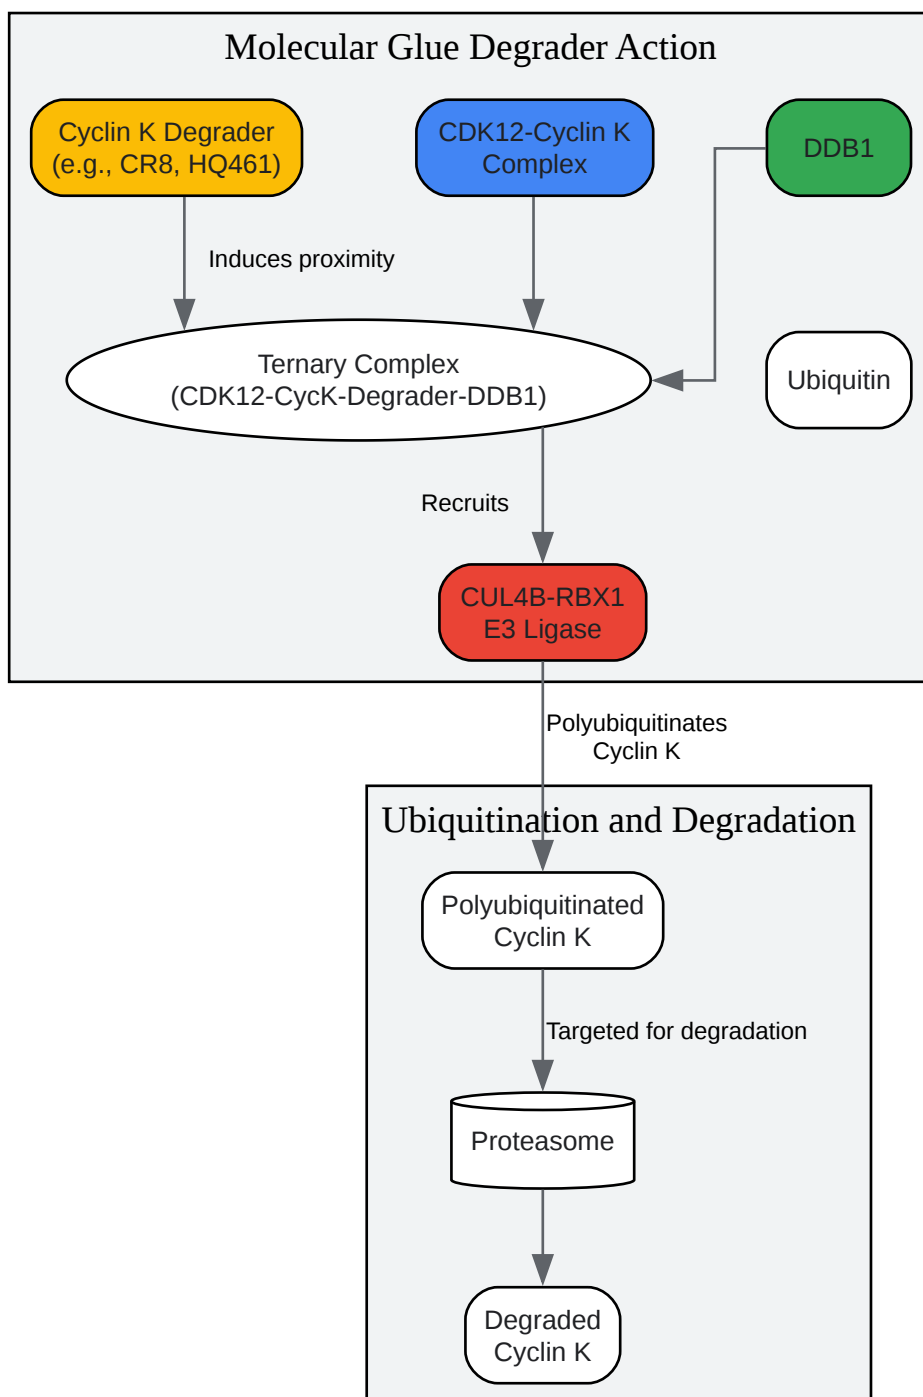 Molecular Glue Degrader Action
Cyclin K Degrader
(e.g., CR8, HQ461)
CDK12-Cyclin K
Complex
DDB1
Induces proximity
Ternary Complex
(CDK12-CycK-Degrader-DDB1)
Ubiquitin
Recruits
CUL4B-RBX1
E3 Ligase
Polyubiquitinates
Cyclin K
Ubiquitination and Degradation
Polyubiquitinated
Cyclin K
Targeted for degradation
Proteasome
Degraded
Cyclin K